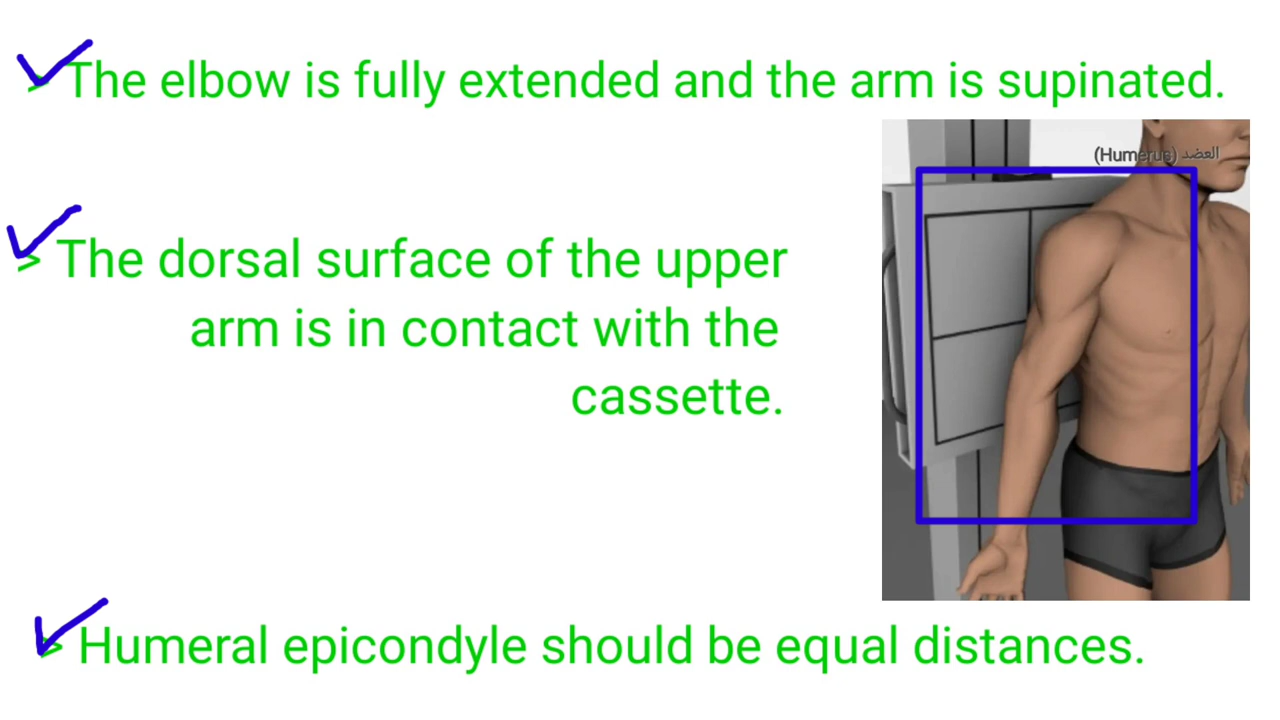 > The elbow is fully extended and the arm is supinated.
العضد (Humerus)
> The dorsal surface of the upper
arm is in contact with the
cassette.
> Humeral epicondyle should be equal distances.